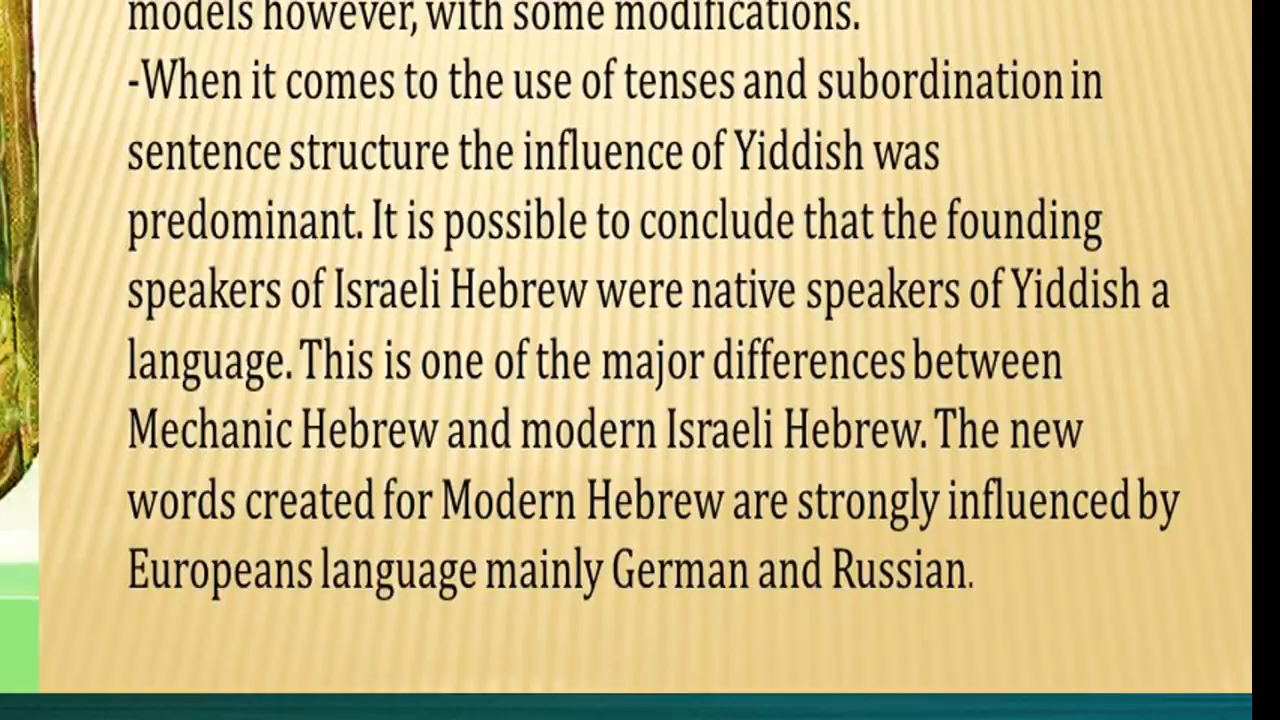 models however, with some modifications.
-When it comes to the use of tenses and subordination in
sentence structure the influence of Yiddish was
predominant. It is possible to conclude that the founding
speakers of Israeli Hebrew were native speakers of Yiddish a
language. This is one of the major differences between
Mechanic Hebrew and modern Israeli Hebrew. The new
words created for Modern Hebrew are strongly influenced by
Europeans language mainly German and Russian.